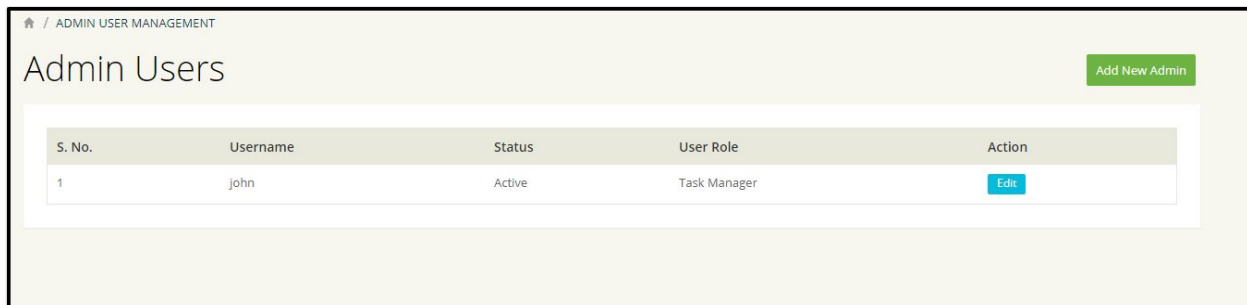 / ADMIN USER MANAGEMENT
Admin Users
Add New Admin
S. No. Username Status User Role Action
1 john Active Task Manager Edit